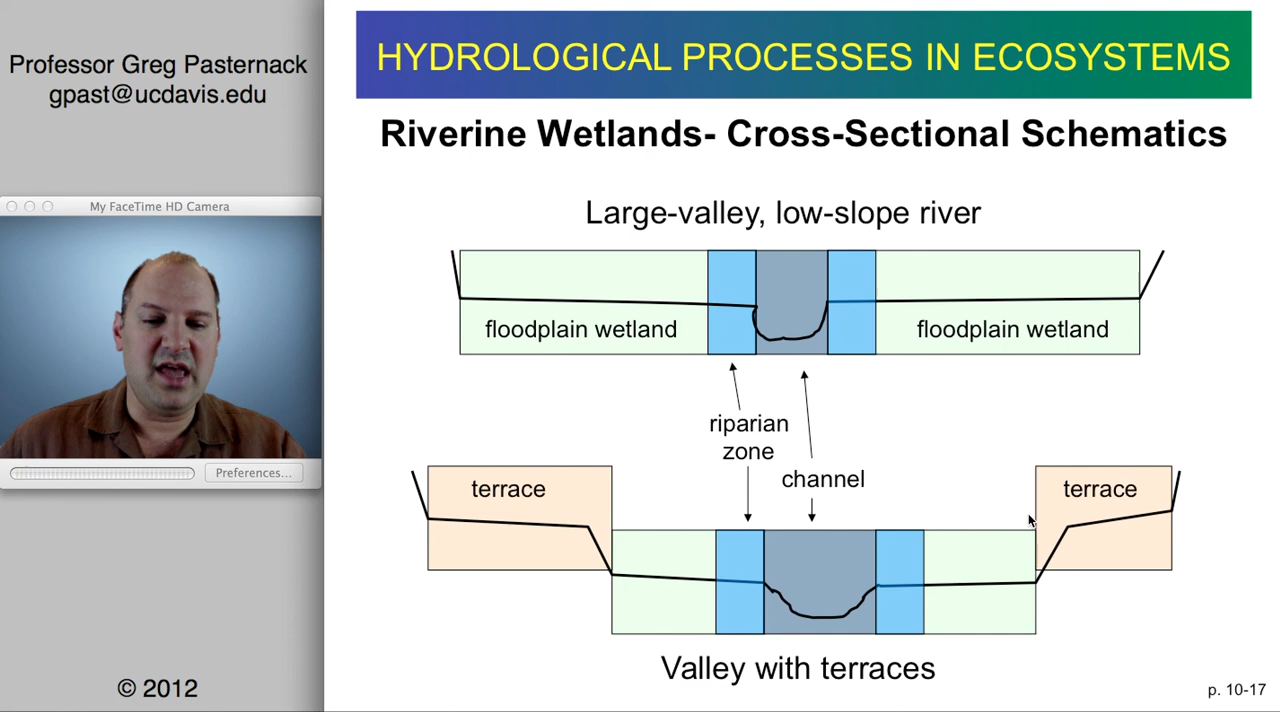 Professor Greg Pasternack
gpast@ucdavis.edu
My FaceTime HD Camera
Preferences...
© 2012
HYDROLOGICAL PROCESSES IN ECOSYSTEMS
Riverine Wetlands- Cross-Sectional Schematics
Large-valley, low-slope river
floodplain wetland
floodplain wetland
riparian
zone
channel
terrace
terrace
Valley with terraces
p. 10-17